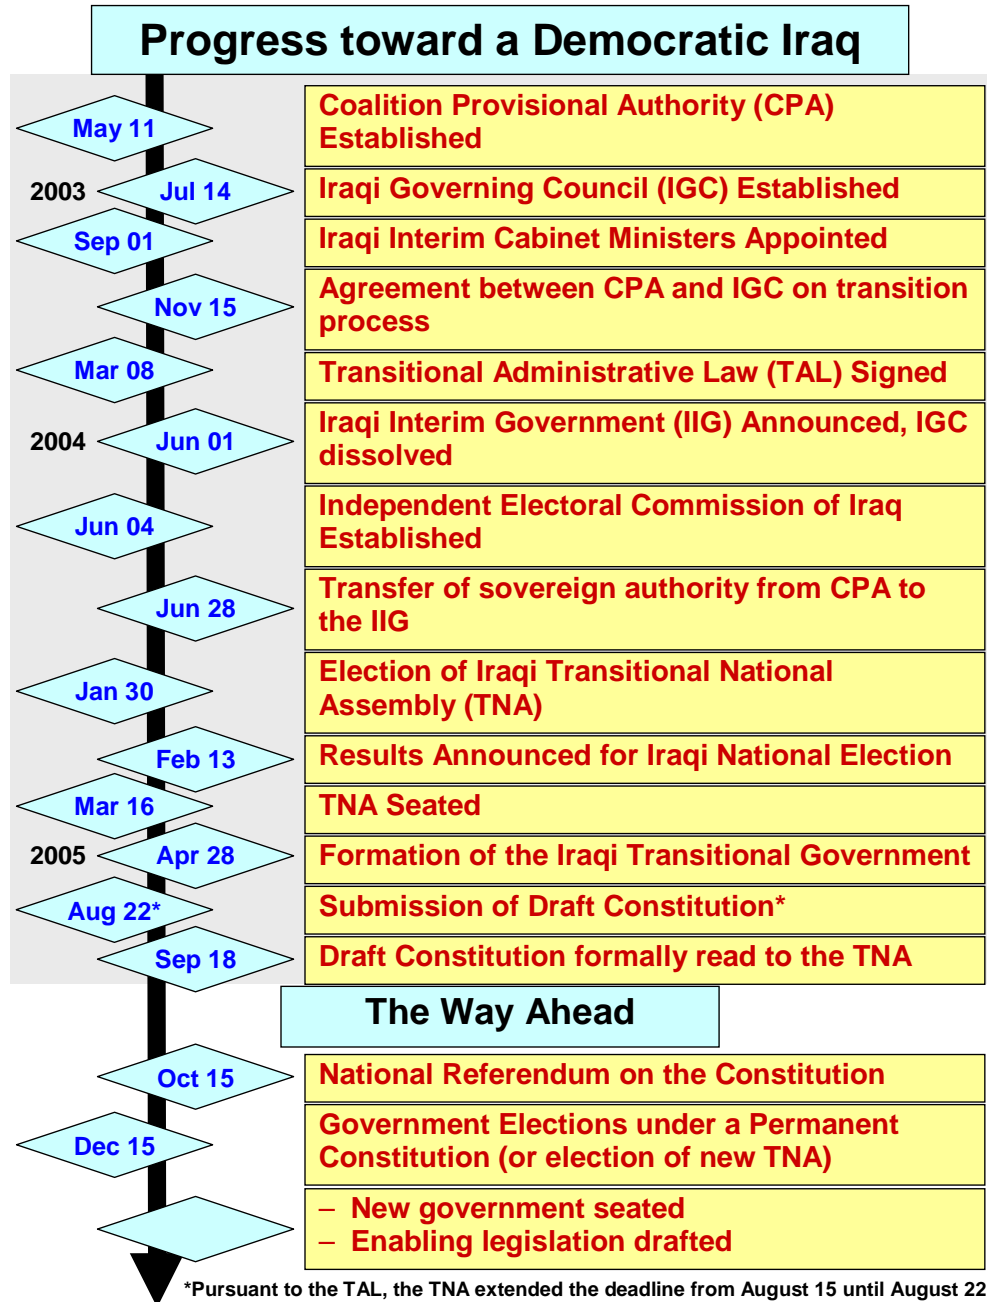 Progress toward a Democratic Iraq
May 11
Coalition Provisional Authority (CPA)
Established
2003
Jul 14
Iraqi Governing Council (IGC) Established
Sep 01
Iraqi Interim Cabinet Ministers Appointed
Nov 15
Agreement between CPA and IGC on transition
process
Mar 08
Transitional Administrative Law (TAL) Signed
2004
Jun 01
Iraqi Interim Government (IIG) Announced, IGC
dissolved
Jun 04
Independent Electoral Commission of Iraq
Established
Jun 28
Transfer of sovereign authority from CPA to
the IIG
Jan 30
Election of Iraqi Transitional National
Assembly (TNA)
Feb 13
Results Announced for Iraqi National Election
Mar 16
TNA Seated
2005
Apr 28
Formation of the Iraqi Transitional Government
Aug 22*
Submission of Draft Constitution*
Sep 18
Draft Constitution formally read to the TNA
The Way Ahead
Oct 15
National Referendum on the Constitution
Dec 15
Government Elections under a Permanent
Constitution (or election of new TNA)
– New government seated
– Enabling legislation drafted
*Pursuant to the TAL, the TNA extended the deadline from August 15 until August 22